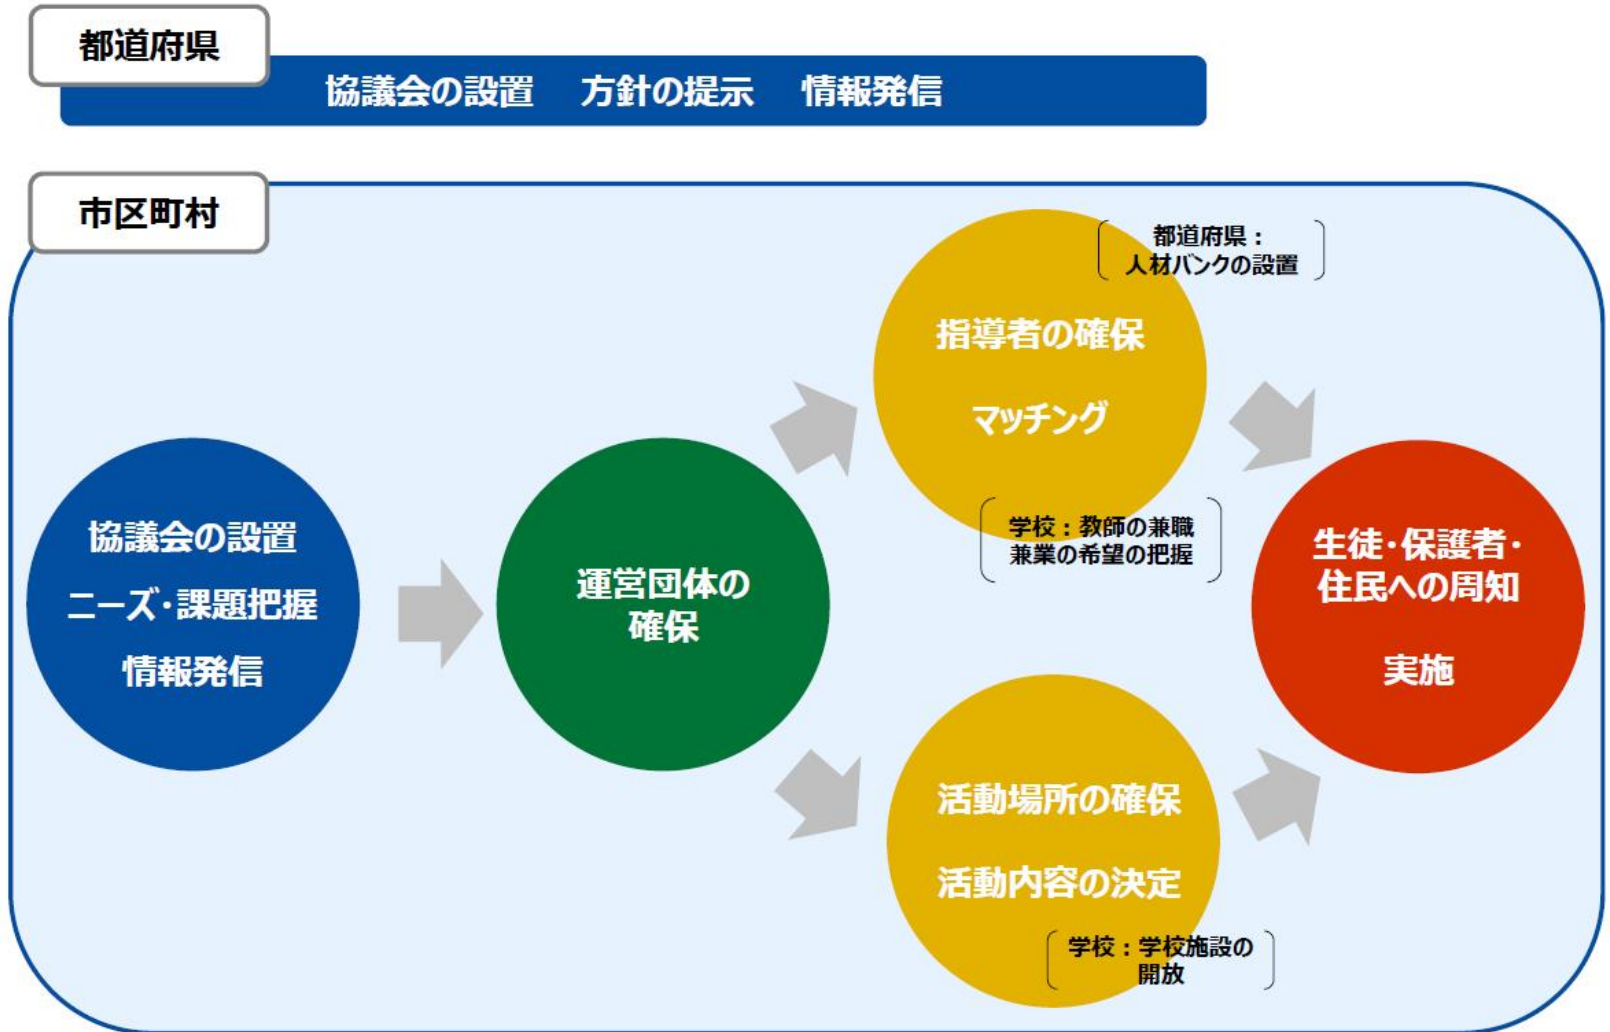 都道府県
協議会の設置　方針の提示　情報発信
市区町村
協議会の設置
ニーズ・課題把握
情報発信
運営団体の
確保
都道府県：
人材バンクの設置
指導者の確保
マッチング
学校：教師の兼職
兼業の希望の把握
活動場所の確保
活動内容の決定
学校：学校施設の
開放
生徒・保護者・
住民への周知
実施